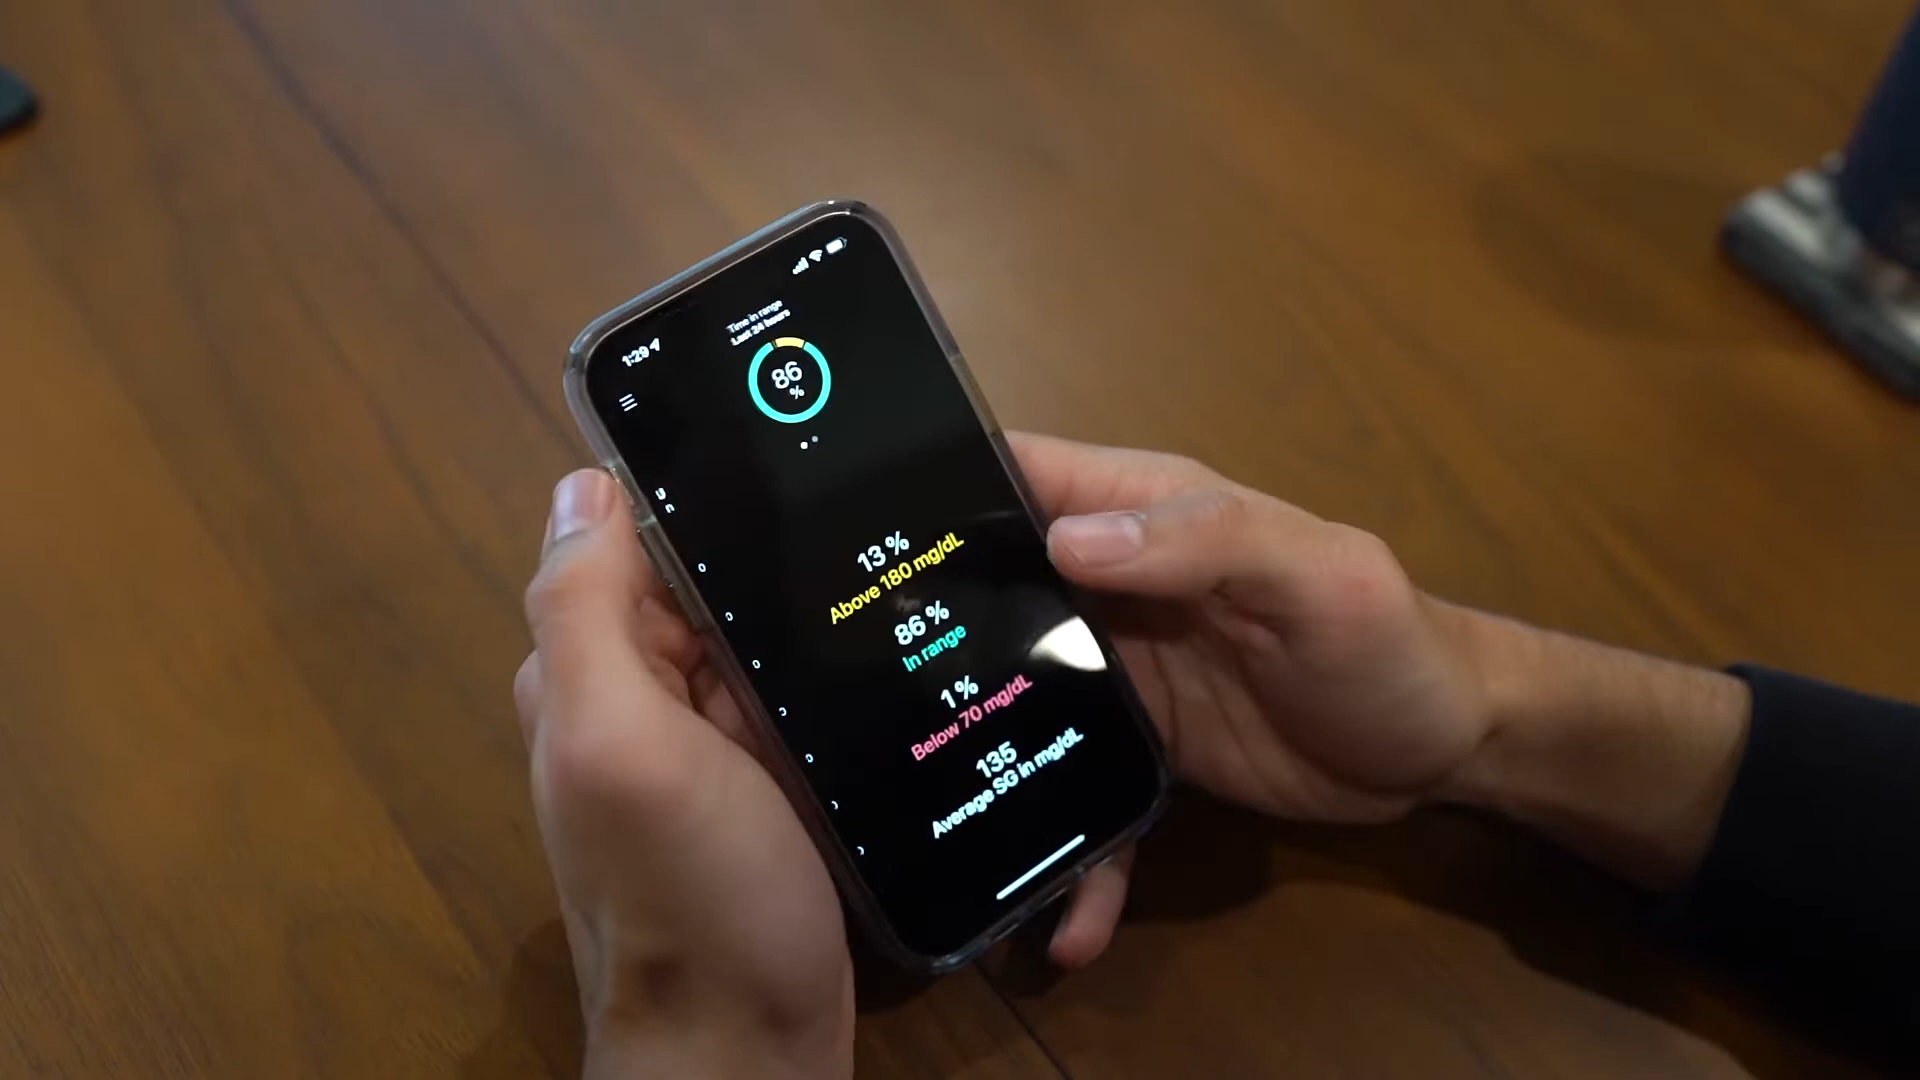 1:29
Time in range
Last 24 hours
86
%
13 %
Above 180 mg/dL
86 %
In range
1 %
Below 70 mg/dL
135
Average SG in mg/dL